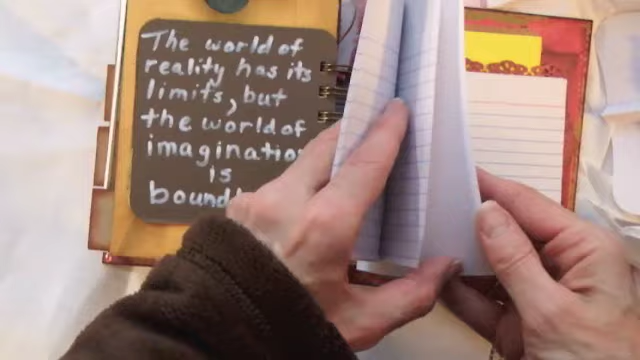 The world of
reality has its
limits, but
the world of
imaginatio
is
bound